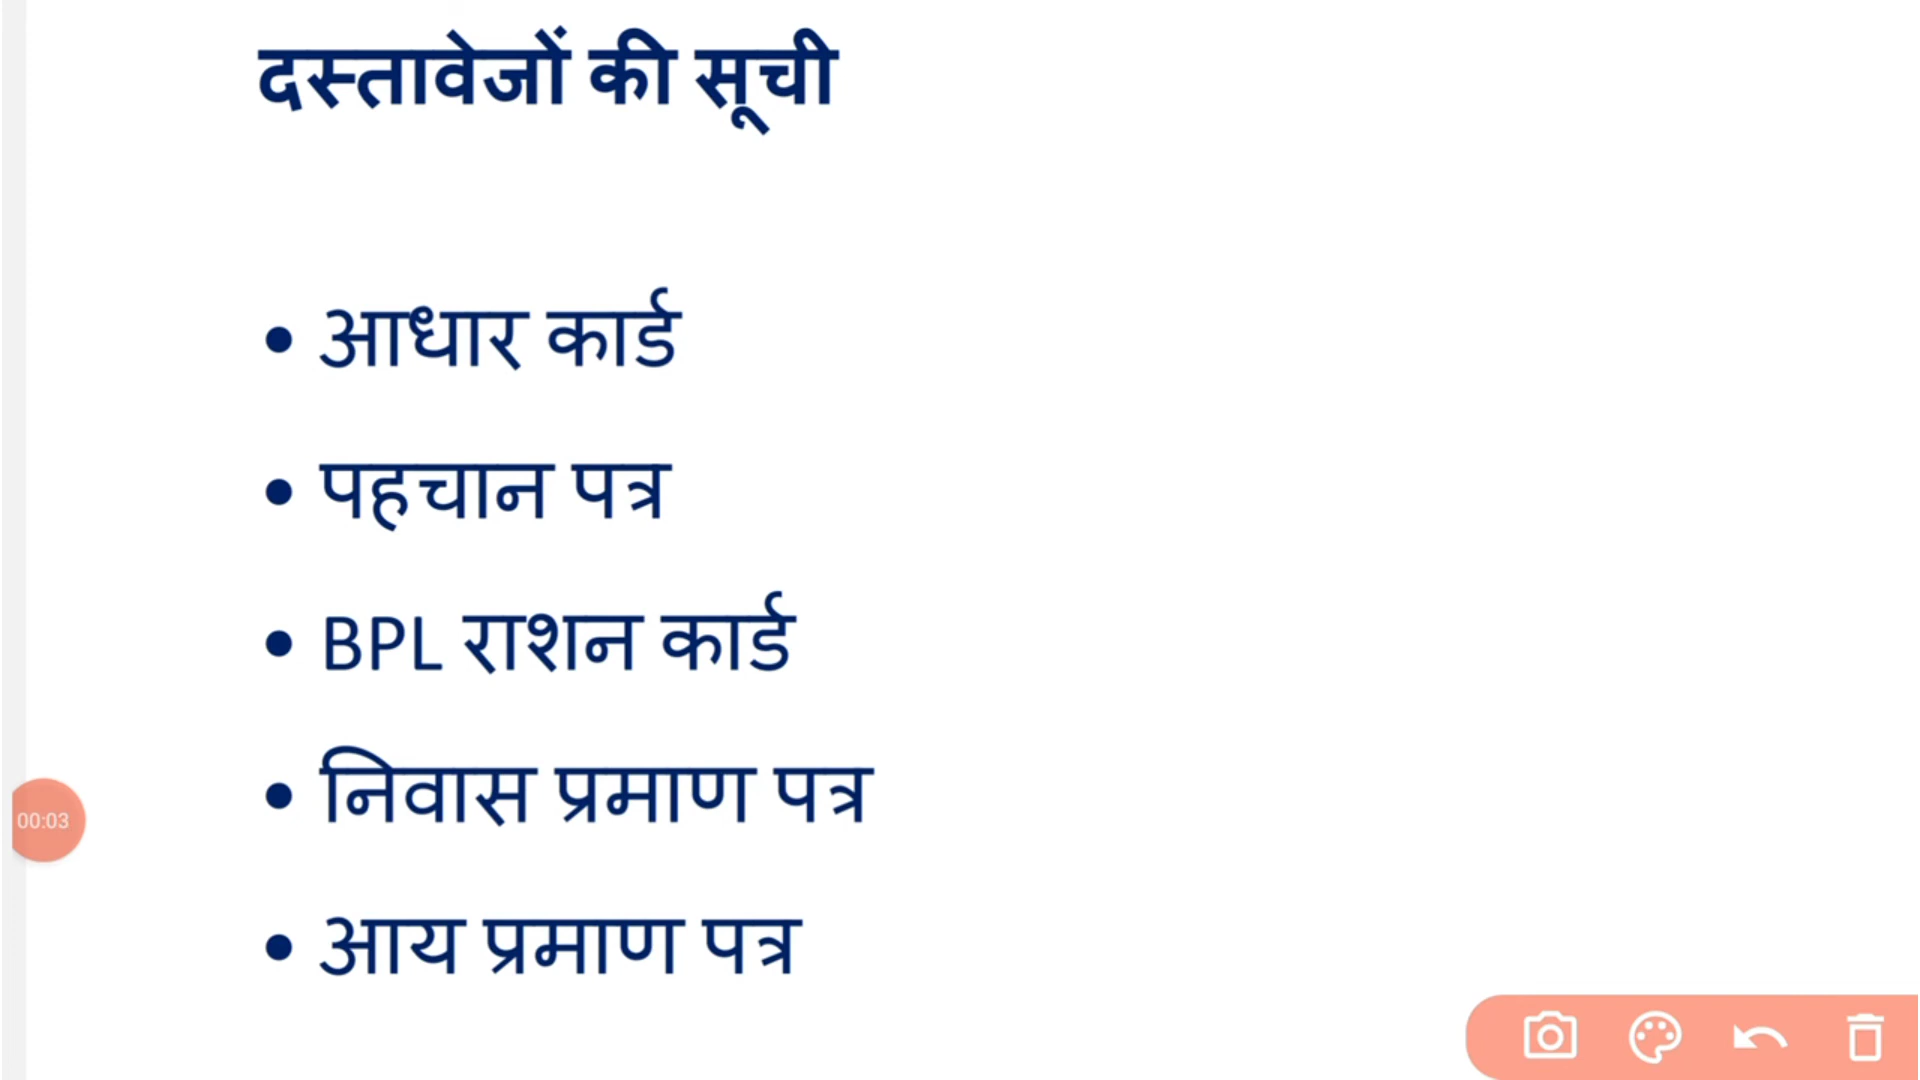 दस्तावेजों की सूची
• आधार कार्ड
• पहचान पत्र
• BPL राशन कार्ड
• निवास प्रमाण पत्र
00:03
• आय प्रमाण पत्र